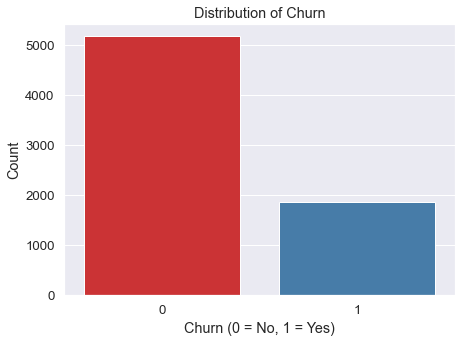 Distribution of Churn
5000
4000
3000
2000
1000
0
Count
0 1
Churn (0 = No, 1 = Yes)